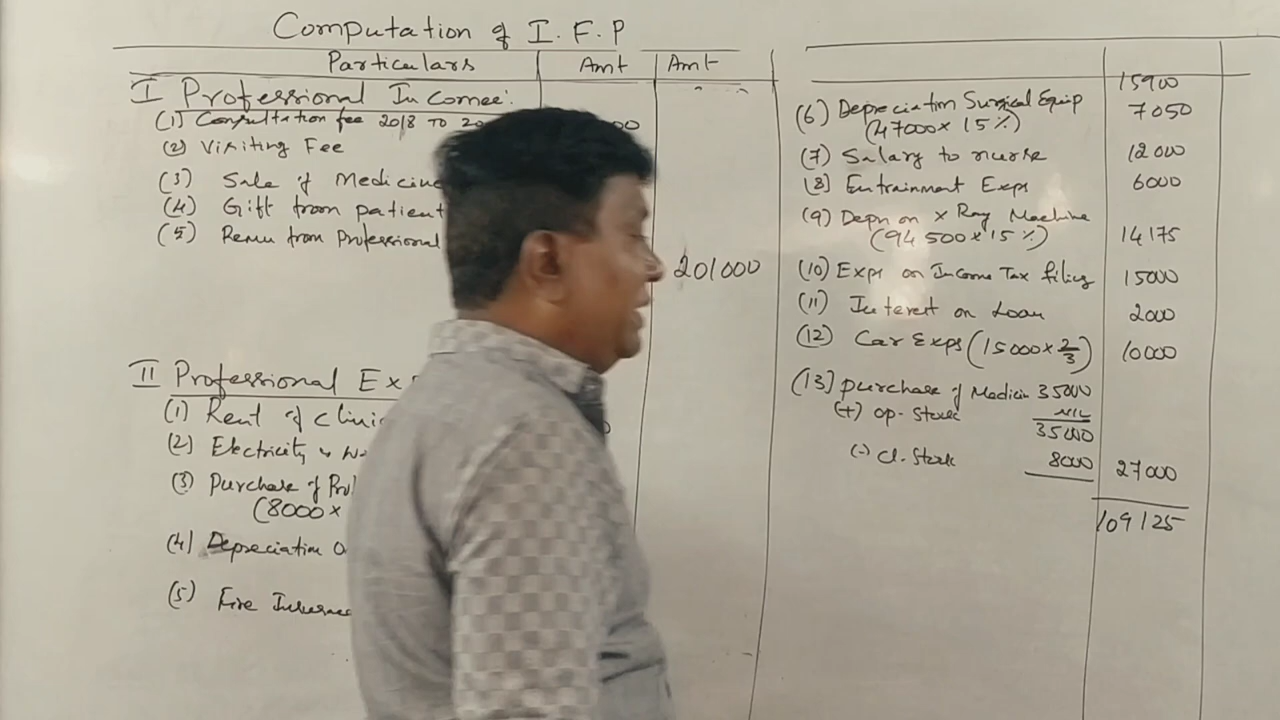 Computation of I. F. P
Particulars Amt Amt
I Professional Income:
(1) Consultation fee 2018 TO
(2) Visiting Fee
(3) Sale of Medicine
(4) Gift from patient
(5) Remu from Professional
201000
II Professional Ex
(1) Rent of Clinic
(2) Electricity
(3) Purchase of
(8000 ×
(4) Depreciation O
(5) Fire
15900
(6) Depreciation Surgical Equip 7050
(47000 × 15%)
(7) Salary to nurse 12000
(8) Entrainment Exps 6000
(9) Depn on X Ray Machine
(94500 × 15%) 14175
(10) Exps on Income Tax filing 15000
(11) Interest on Loan 2000
(12) Car Exps (15000 × 2/3) 10000
(13) purchase of Medicin 35000
(+) op. Stock NIL
35000
(-) Cl. Stock 8000 27000
109125